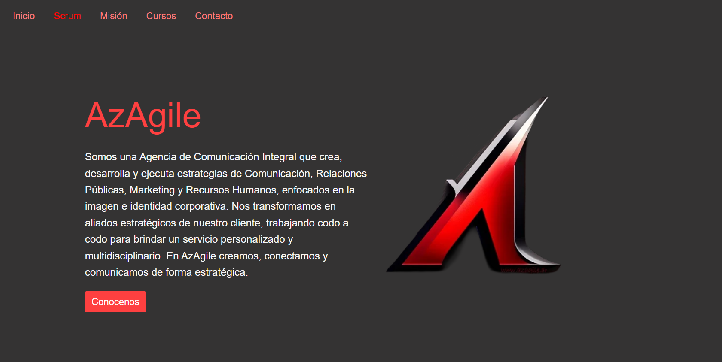 Inicio Scrum Misión Cursos Contacto
AzAgile
Somos una Agencia de Comunicación Integral que crea,
desarrolla y ejecuta estrategias de Comunicación, Relaciones
Públicas, Marketing y Recursos Humanos, enfocados en la
imagen e identidad corporativa. Nos transformamos en
aliados estratégicos de nuestro cliente, trabajando codo a
codo para brindar un servicio personalizado y
multidisciplinario. En AzAgile creamos, conectamos y
comunicamos de forma estratégica.
Conocenos